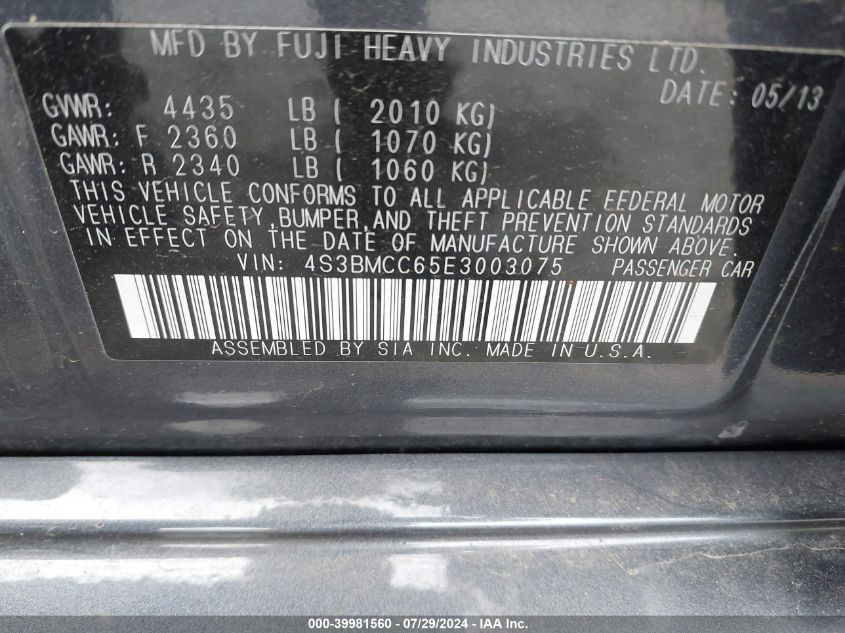 MFD BY FUJI HEAVY INDUSTRIES LTD.
DATE: 05/13
GVWR: 4435 LB ( 2010 KG)
GAWR: F 2360 LB ( 1070 KG)
GAWR: R 2340 LB ( 1060 KG)
THIS VEHICLE CONFORMS TO ALL APPLICABLE FEDERAL MOTOR
VEHICLE SAFETY,BUMPER,AND THEFT PREVENTION STANDARDS
IN EFFECT ON THE DATE OF MANUFACTURE SHOWN ABOVE.
VIN: 4S3BMCC65E3003075 PASSENGER CAR
ASSEMBLED BY SIA INC. MADE IN U.S.A.
000-39981560 - 07/29/2024 - IAAI.com